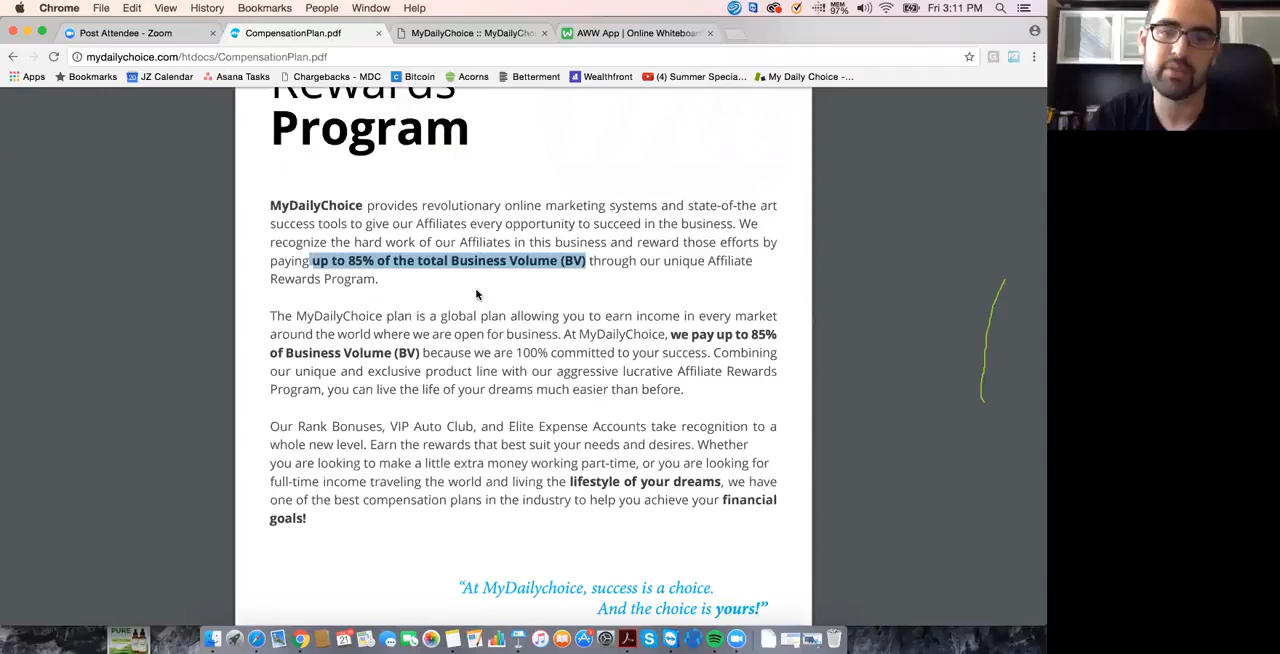 Chrome File Edit View History Bookmarks People Window Help MEM 97% Fri 3:11 PM
Post Attendee - Zoom CompensationPlan.pdf MyDailyChoice :: MyDailyCho AWW App | Online Whiteboa
mydailychoice.com/htdocs/CompensationPlan.pdf
Apps Bookmarks JZ Calendar Asana Tasks Chargebacks - MDC Bitcoin Acorns Betterment Wealthfront (4) Summer Specia... My Daily Choice -...
Rewards
Program
MyDailyChoice provides revolutionary online marketing systems and state-of-the art
success tools to give our Affiliates every opportunity to succeed in the business. We
recognize the hard work of our Affiliates in this business and reward those efforts by
paying up to 85% of the total Business Volume (BV) through our unique Affiliate
Rewards Program.
The MyDailyChoice plan is a global plan allowing you to earn income in every market
around the world where we are open for business. At MyDailyChoice, we pay up to 85%
of Business Volume (BV) because we are 100% committed to your success. Combining
our unique and exclusive product line with our aggressive lucrative Affiliate Rewards
Program, you can live the life of your dreams much easier than before.
Our Rank Bonuses, VIP Auto Club, and Elite Expense Accounts take recognition to a
whole new level. Earn the rewards that best suit your needs and desires. Whether
you are looking to make a little extra money working part-time, or you are looking for
full-time income traveling the world and living the lifestyle of your dreams, we have
one of the best compensation plans in the industry to help you achieve your financial
goals!
“At MyDailychoice, success is a choice.
And the choice is yours!”
PURE